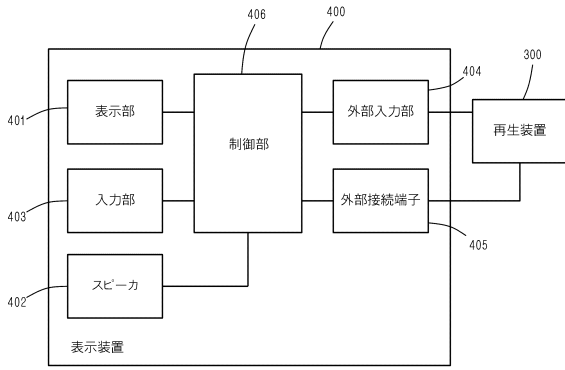 406
400
300
404
表示部
外部入力部
再生装置
401
制御部
入力部
外部接続端子
403
405
スピーカ
402
表示装置